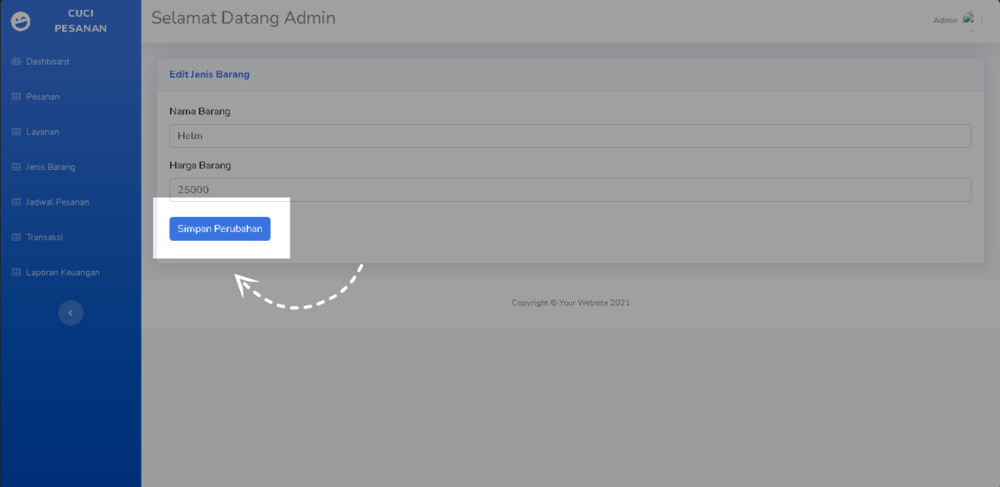 CUCI
PESANAN
Dashboard
Pesanan
Layanan
Jenis Barang
Jadwal Pesanan
Transaksi
Laporan Keuangan
Selamat Datang Admin
Admin
Edit Jenis Barang
Nama Barang
Helm
Harga Barang
25000
Simpan Perubahan
Copyright © Your Website 2021